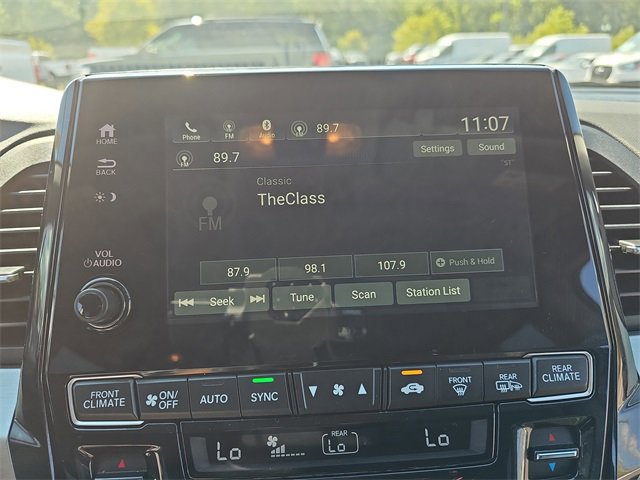 Phone FM Audio 89.7 11:07
HOME
FM 89.7 Settings Sound
BACK
"ST"
Classic
TheClass
FM
VOL
AUDIO
87.9 98.1 107.9 Push & Hold
Seek Tune Scan Station List
FRONT CLIMATE ON/OFF AUTO SYNC FRONT REAR REAR CLIMATE
Lo REAR Lo Lo